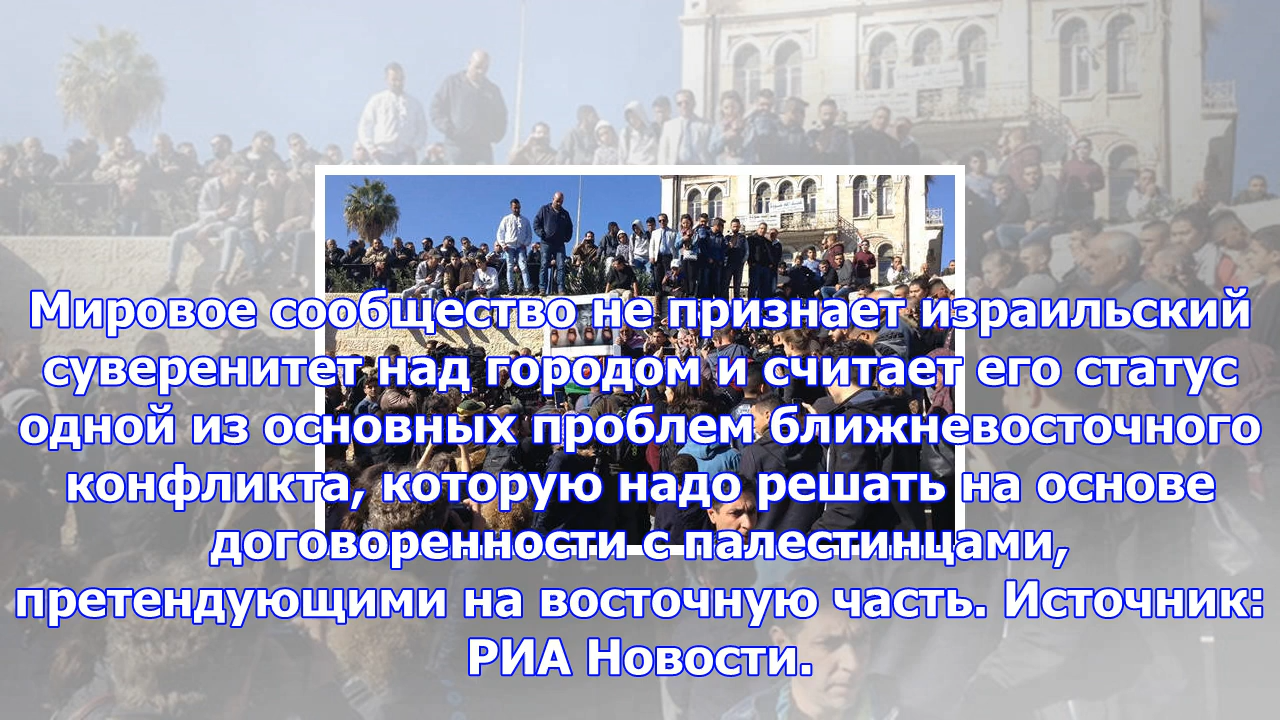 Мировое сообщество не признает израильский
суверенитет над городом и считает его статус
одной из основных проблем ближневосточного
конфликта, которую надо решать на основе
договоренности с палестинцами,
претендующими на восточную часть. Источник:
РИА Новости.